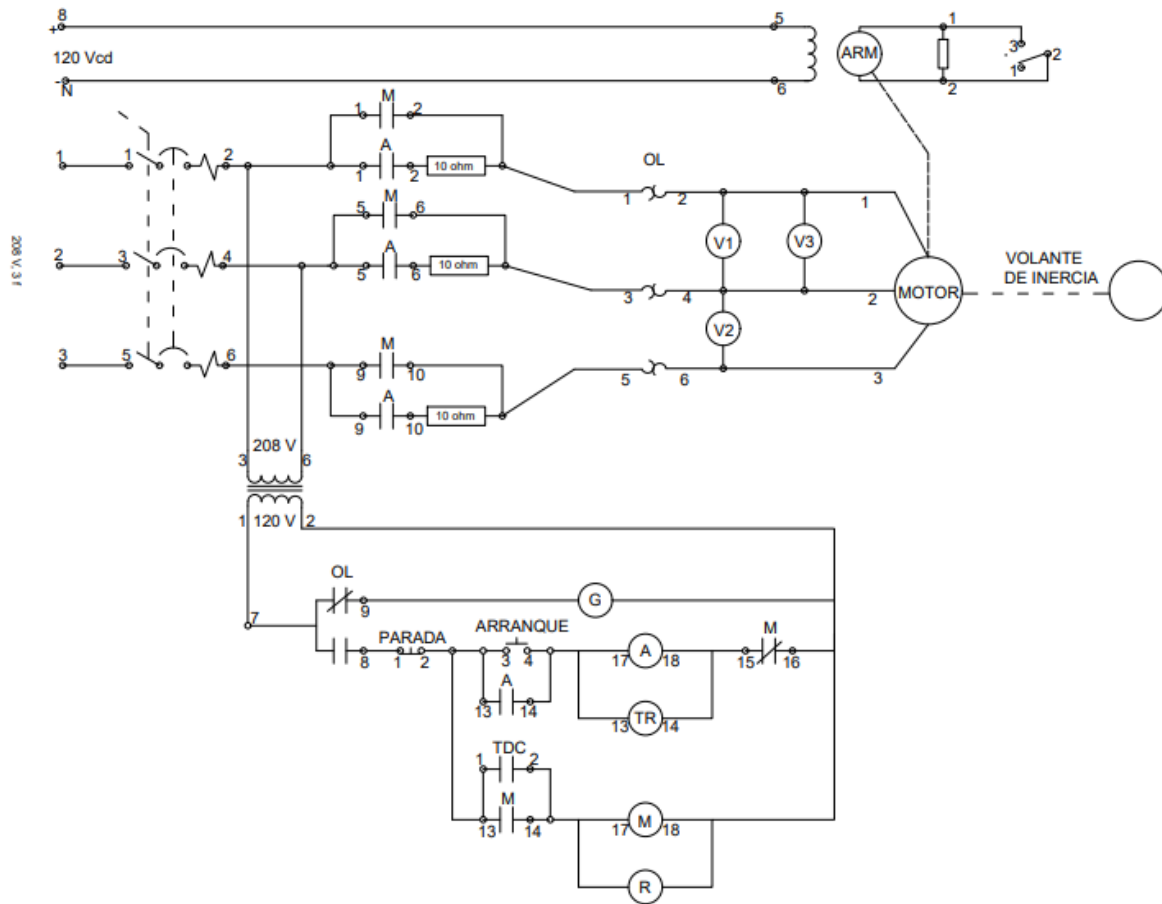 8 5 1
+
120 Vcd ARM .3 2
1
- N 6 2
M
1 2
1 1 2 A
1 2 10 ohm OL
M 1 2 1
5 6
2 3 4 A V1 V3
5 6 10 ohm 3 4 2 MOTOR
VOLANTE
DE INERCIA
208 V, 3 f
V2
M
3 5 6 9 10 5 6 3
A
9 10 10 ohm
208 V
3 6
1 120 V 2
OL
7 9 G
PARADA ARRANQUE M
8 1 2 3 4 17 A 18 15 16
A
13 14 13 TR 14
TDC
1 2
M
13 14 17 M 18
R